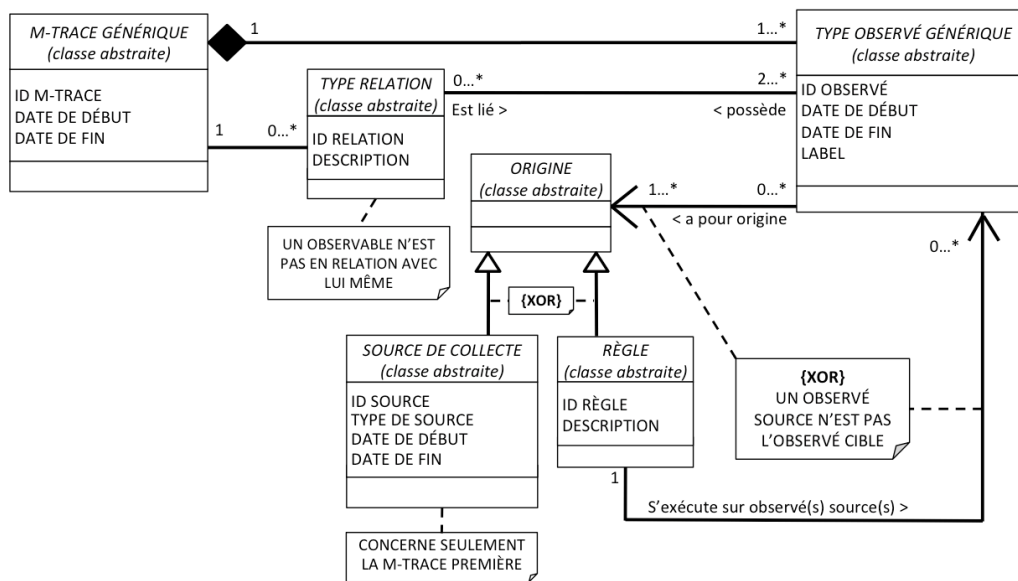 M-TRACE GÉNÉRIQUE
(classe abstraite)
ID M-TRACE
DATE DE DÉBUT
DATE DE FIN
1
1...*
TYPE OBSERVÉ GÉNÉRIQUE
(classe abstraite)
ID OBSERVÉ
DATE DE DÉBUT
DATE DE FIN
LABEL
TYPE RELATION
(classe abstraite)
ID RELATION
DESCRIPTION
0...*
2...*
Est lié >
< possède
1
0...*
UN OBSERVABLE N’EST
PAS EN RELATION AVEC
LUI MÊME
ORIGINE
(classe abstraite)
1...*
0...*
< a pour origine
0...*
{XOR}
SOURCE DE COLLECTE
(classe abstraite)
ID SOURCE
TYPE DE SOURCE
DATE DE DÉBUT
DATE DE FIN
RÈGLE
(classe abstraite)
ID RÈGLE
DESCRIPTION
{XOR}
UN OBSERVÉ
SOURCE N’EST PAS
L’OBSERVÉ CIBLE
1
S’exécute sur observé(s) source(s) >
CONCERNE SEULEMENT
LA M-TRACE PREMIÈRE